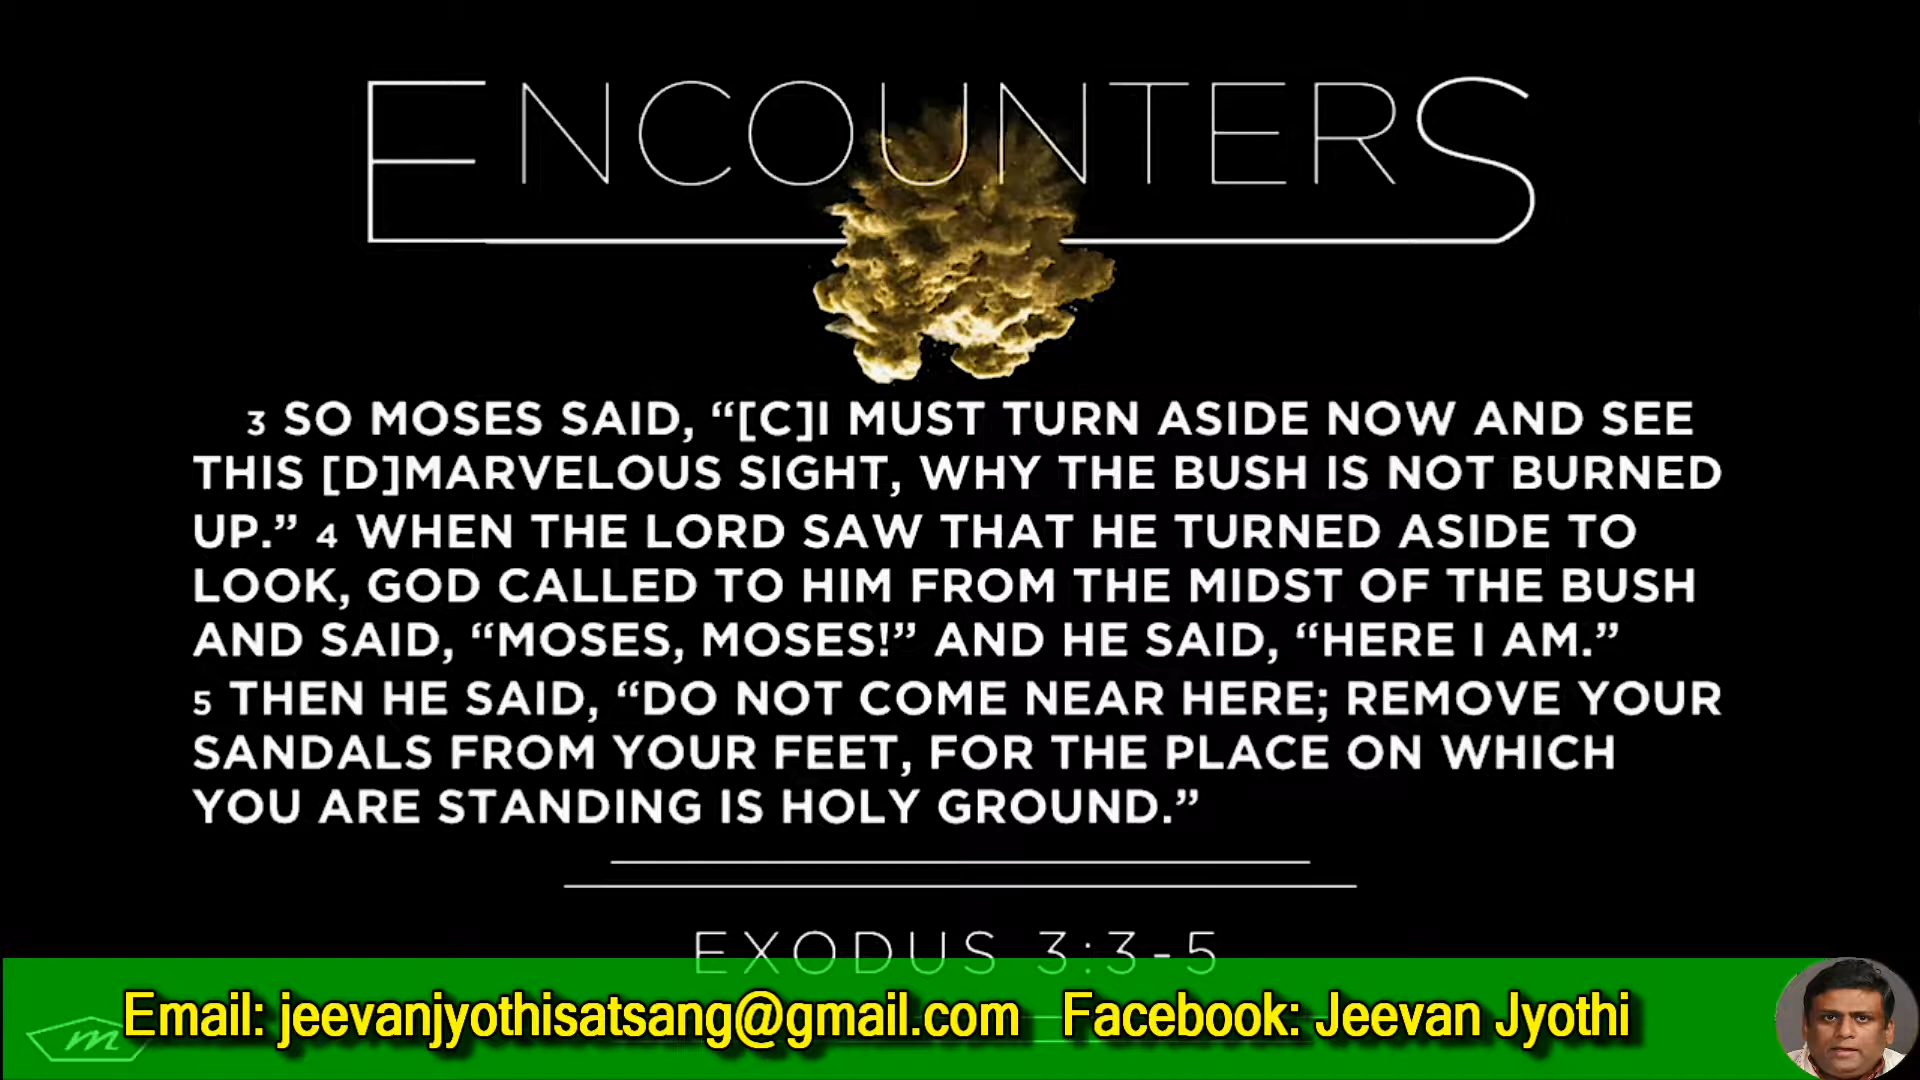 ENCOUNTERS
3 SO MOSES SAID, “[C]I MUST TURN ASIDE NOW AND SEE
THIS [D]MARVELOUS SIGHT, WHY THE BUSH IS NOT BURNED
UP.” 4 WHEN THE LORD SAW THAT HE TURNED ASIDE TO
LOOK, GOD CALLED TO HIM FROM THE MIDST OF THE BUSH
AND SAID, “MOSES, MOSES!” AND HE SAID, “HERE I AM.”
5 THEN HE SAID, “DO NOT COME NEAR HERE; REMOVE YOUR
SANDALS FROM YOUR FEET, FOR THE PLACE ON WHICH
YOU ARE STANDING IS HOLY GROUND.”
EXODUS 3:3-5
Email: jeevanjyothisatsang@gmail.com Facebook: Jeevan Jyothi
m